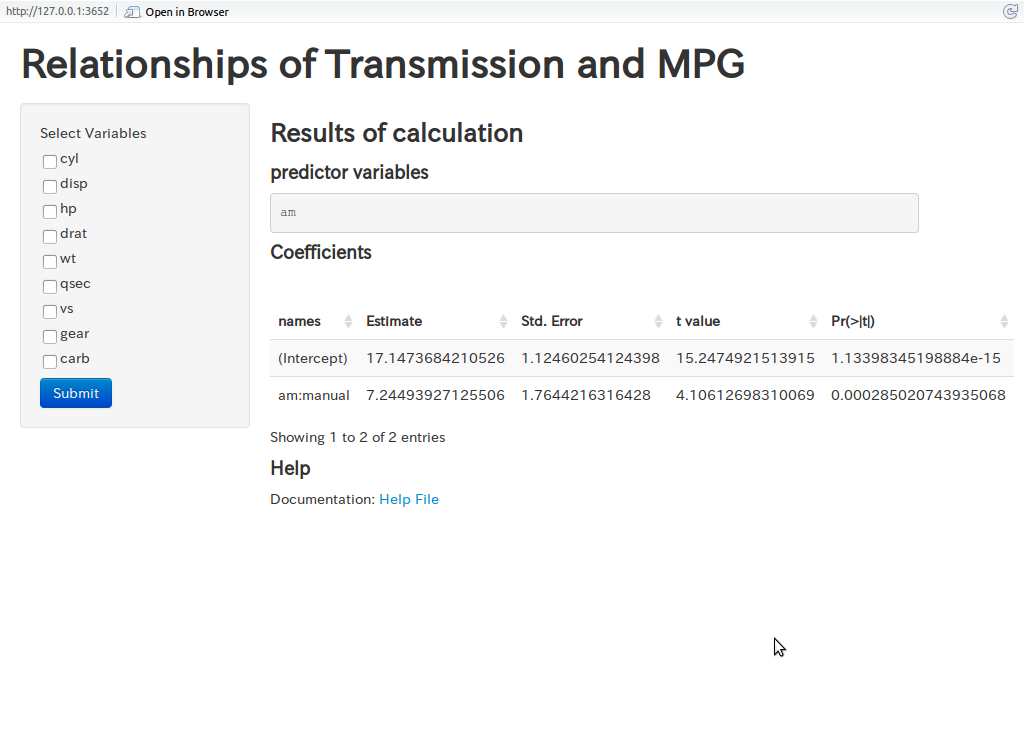 http://127.0.0.1:3652 Open in Browser
Relationships of Transmission and MPG
Select Variables
cyl
disp
hp
drat
wt
qsec
vs
gear
carb
Submit
Results of calculation
predictor variables
am
Coefficients
names Estimate Std. Error t value Pr(>|t|)
(Intercept) 17.1473684210526 1.12460254124398 15.2474921513915 1.13398345198884e-15
am:manual 7.24493927125506 1.7644216316428 4.10612698310069 0.000285020743935068
Showing 1 to 2 of 2 entries
Help
Documentation: Help File